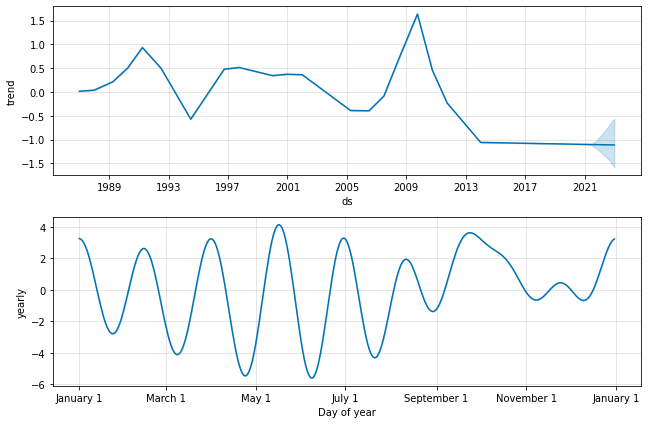 1.5
1.0
0.5
0.0
−0.5
−1.0
−1.5
trend
1989 1993 1997 2001 2005 2009 2013 2017 2021
ds
4
2
0
−2
−4
−6
yearly
January 1 March 1 May 1 July 1 September 1 November 1 January 1
Day of year